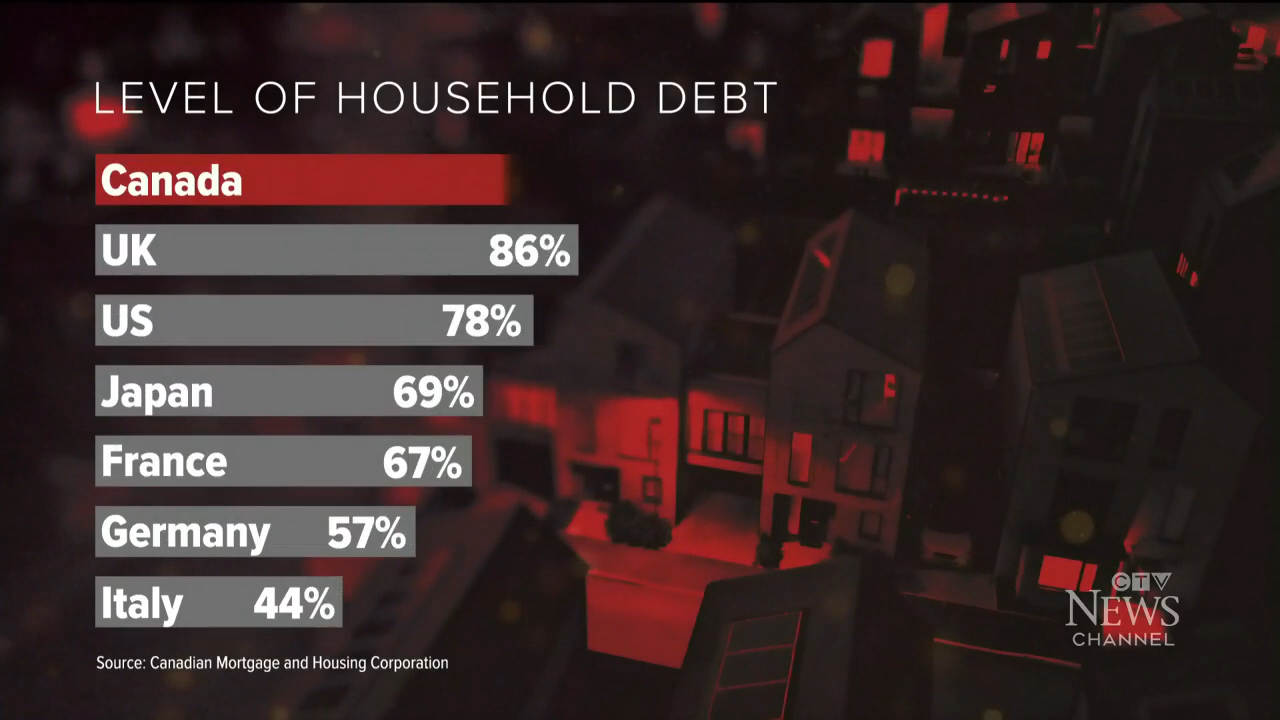 LEVEL OF HOUSEHOLD DEBT
Canada
UK 86%
US 78%
Japan 69%
France 67%
Germany 57%
Italy 44%
Source: Canadian Mortgage and Housing Corporation
CTV
NEWS
CHANNEL